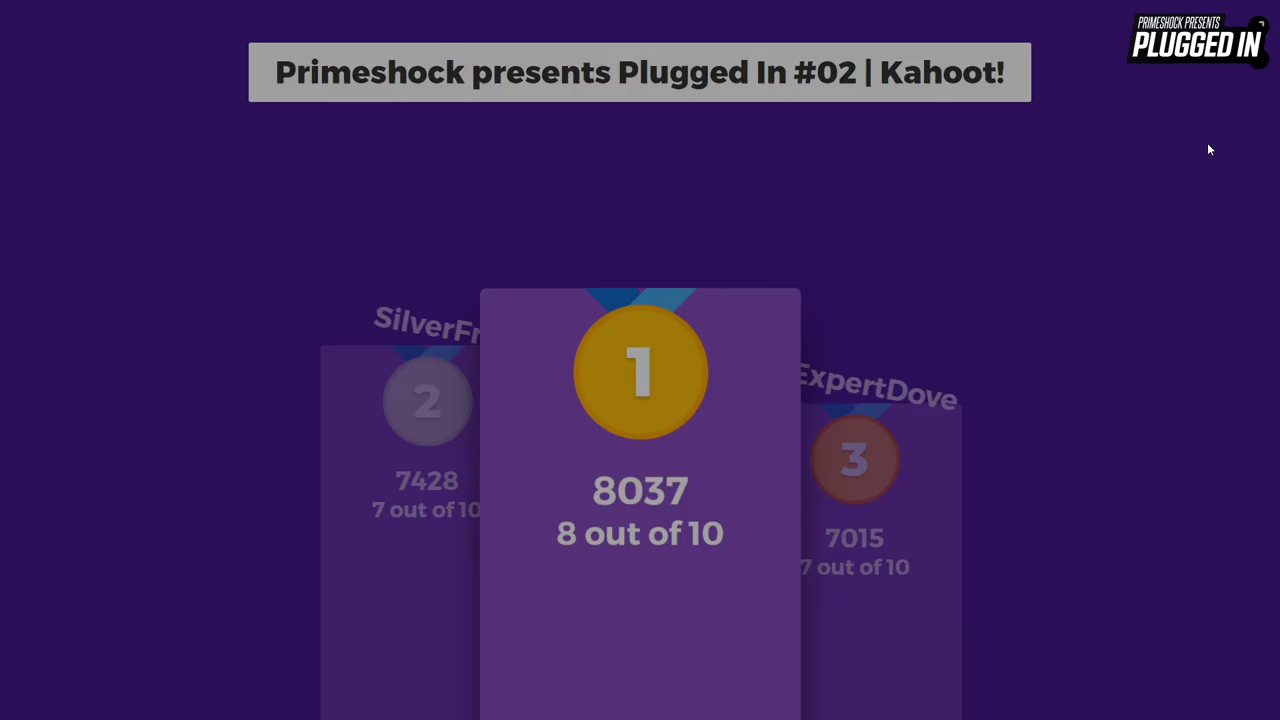 PRIMESHOCK PRESENTS
PLUGGED IN
Primeshock presents Plugged In #02 | Kahoot!
SilverFr
1
ExpertDove
2
3
8037
7428
8 out of 10
7 out of 10
7015
7 out of 10